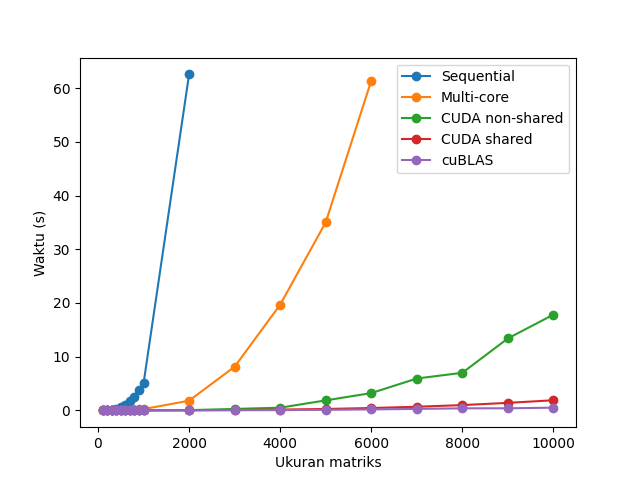 Sequential
Multi-core
CUDA non-shared
CUDA shared
cuBLAS
Waktu (s)
60
50
40
30
20
10
0
0 2000 4000 6000 8000 10000
Ukuran matriks